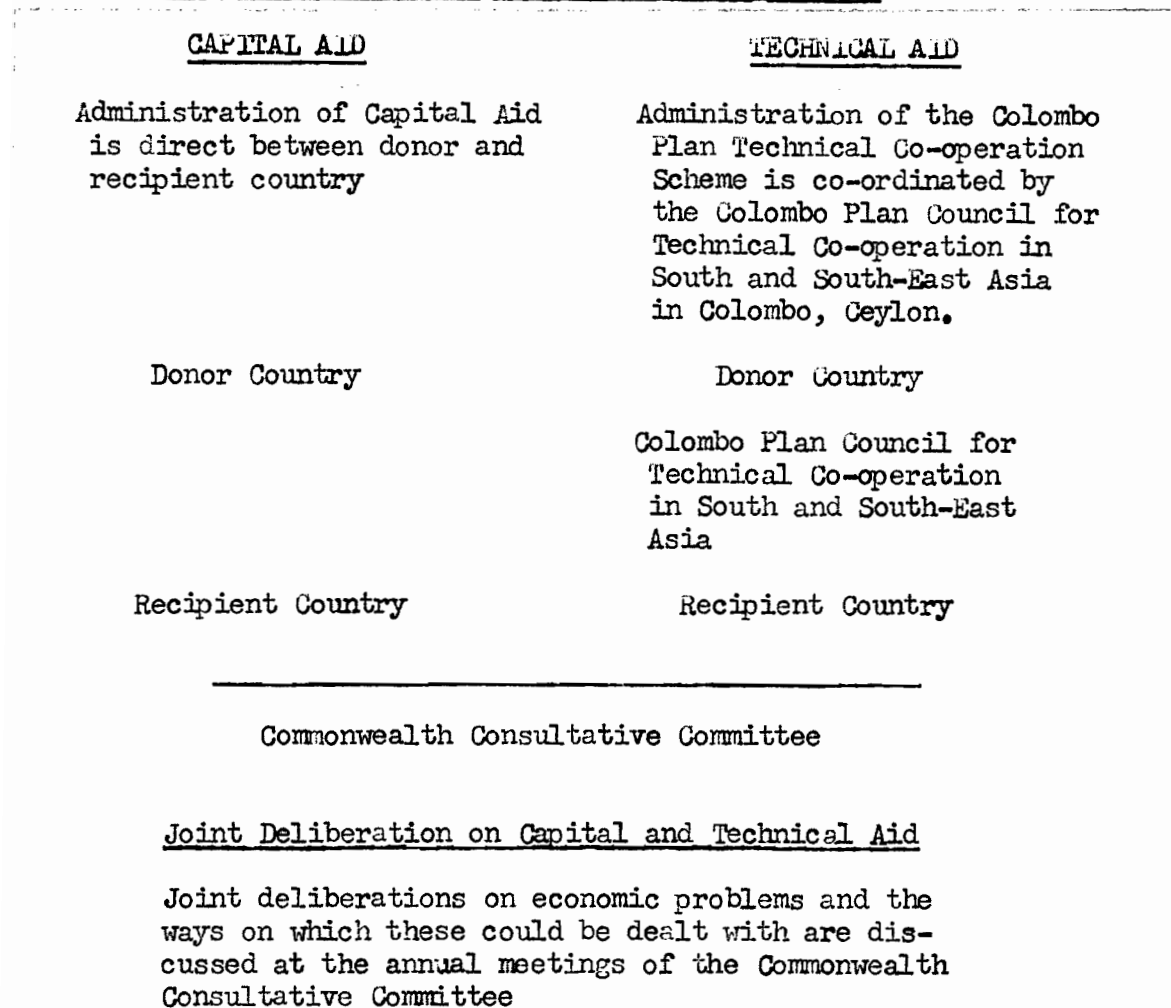 CAPITAL AID
Administration of Capital Aid
is direct between donor and
recipient country
Donor Country
Recipient Country
TECHNICAL AID
Administration of the Colombo
Plan Technical Co-operation
Scheme is co-ordinated by
the Colombo Plan Council for
Technical Co-operation in
South and South-East Asia
in Colombo, Ceylon.
Donor Country
Colombo Plan Council for
Technical Co-operation
in South and South-East
Asia
Recipient Country
Commonwealth Consultative Committee
Joint Deliberation on Capital and Technical Aid
Joint deliberations on economic problems and the
ways on which these could be dealt with are dis-
cussed at the annual meetings of the Commonwealth
Consultative Committee